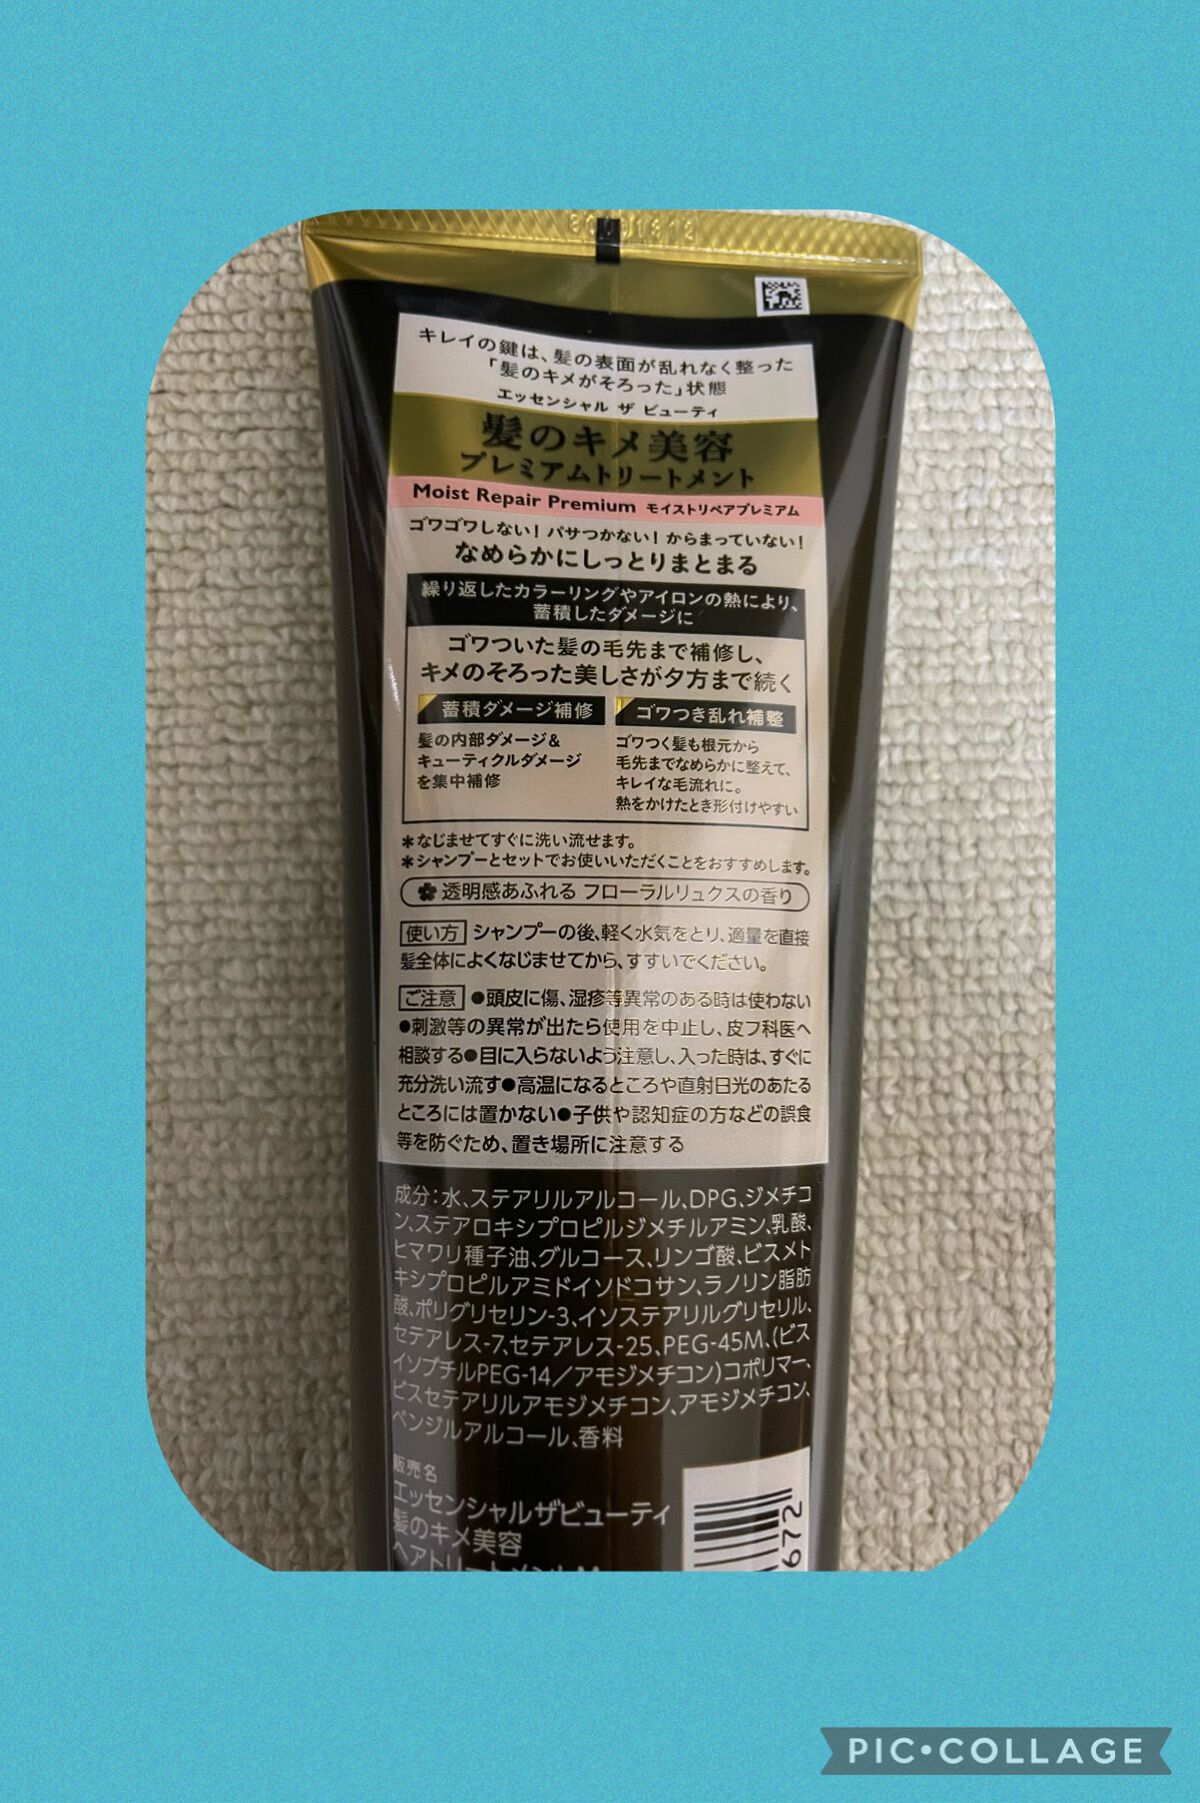 キレイの鍵は、髪の表面が乱れなく整った
「髪のキメがそろった」状態
エッセンシャル ザ ビューティ
髪のキメ美容
プレミアムトリートメント
Moist Repair Premium モイストリペアプレミアム
ゴワゴワしない! パサつかない! からまっていない!
なめらかにしっとりまとまる
繰り返したカラーリングやアイロンの熱により、
蓄積したダメージに
ゴワついた髪の毛先まで補修し、
キメのそろった美しさが夕方まで続く
蓄積ダメージ補修
髪の内部ダメージ&
キューティクルダメージ
を集中補修
ゴワつき乱れ補整
ゴワつく髪も根元から
毛先までなめらかに整えて、
キレイな毛流れに。
熱をかけたとき形付けやすい
*なじませてすぐに洗い流せます。
*シャンプーとセットでお使いいただくことをおすすめします。
透明感あふれる フローラルリュクスの香り
使い方 シャンプーの後、軽く水気をとり、適量を直接
髪全体によくなじませてから、すすいでください。
ご注意 ●頭皮に傷、湿疹等異常のある時は使わない
●刺激等の異常が出たら使用を中止し、皮フ科医へ
相談する●目に入らないよう注意し、入った時は、すぐに
充分洗い流す●高温になるところや直射日光のあたる
ところには置かない●子供や認知症の方などの誤食
等を防ぐため、置き場所に注意する
成分:水、ステアリルアルコール、DPG、ジメチコ
ン、ステアロキシプロピルジメチルアミン、乳酸、
ヒマワリ種子油、グルコース、リンゴ酸、ビスメト
キシプロピルアミドイソドコサン、ラノリン脂肪
酸、ポリグリセリン-3、イソステアリルグリセリル、
セテアレス-7、セテアレス-25、PEG-45M、(ビス
イソブチルPEG-14/アモジメチコン)コポリマー、
ビスセテアリルアモジメチコン、アモジメチコン、
ベンジルアルコール、香料
販売名
エッセンシャルザビューティ
髪のキメ美容
ヘアトリートメント
672
PIC•COLLAGE